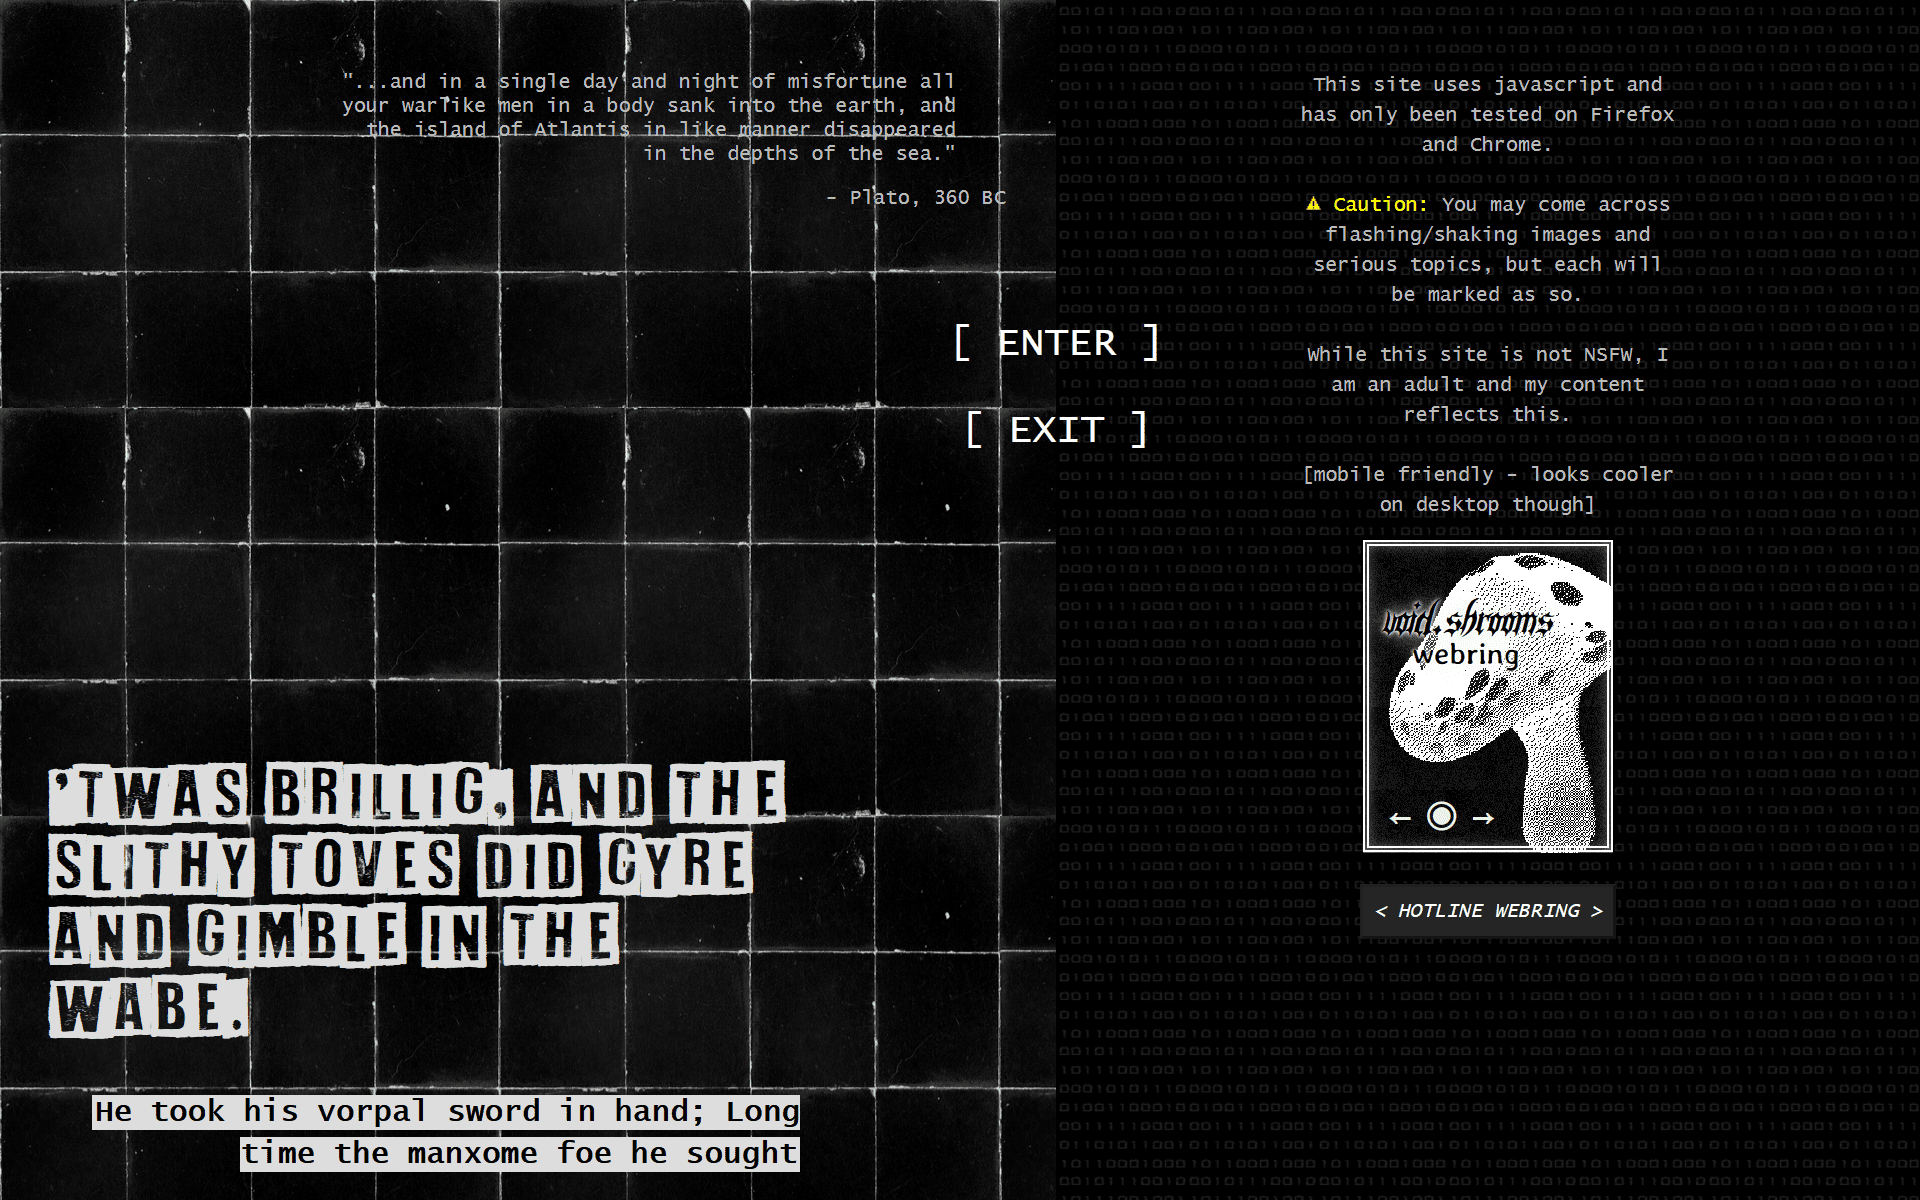 "...and in a single day and night of misfortune all
your warlike men in a body sank into the earth, and
the island of Atlantis in like manner disappeared
in the depths of the sea."
- Plato, 360 BC
[ ENTER ]
[ EXIT ]
'TWAS BRILLIG, AND THE
SLITHY TOVES DID GYRE
AND GIMBLE IN THE
WABE.
He took his vorpal sword in hand; Long
time the manxome foe he sought
This site uses javascript and
has only been tested on Firefox
and Chrome.
⚠ Caution: You may come across
flashing/shaking images and
serious topics, but each will
be marked as so.
While this site is not NSFW, I
am an adult and my content
reflects this.
[mobile friendly - looks cooler
on desktop though]
void.shrooms
webring
← ◉ →
< HOTLINE WEBRING >